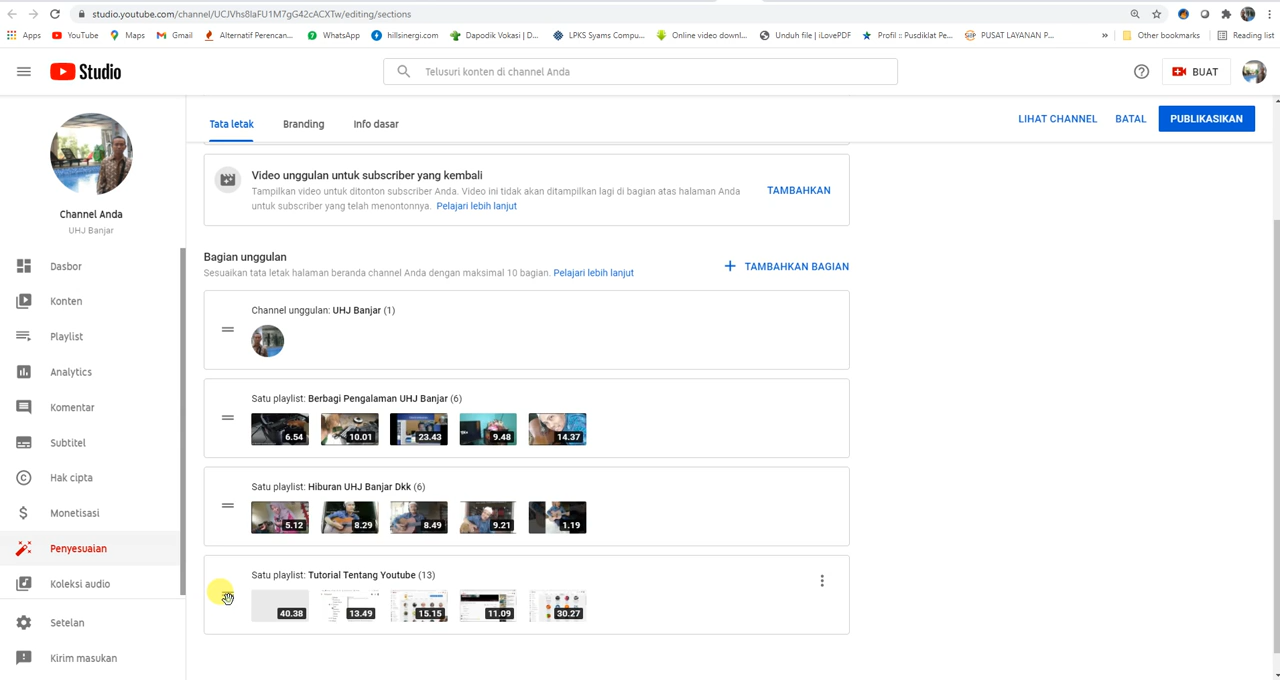 studio.youtube.com/channel/UCJVhs8laFU1M7gG42cACXTw/editing/sections
Apps YouTube Maps Gmail Alternatif Perencan... WhatsApp hillsinergi.com Dapodik Vokasi | D... LPKS Syams Compu... Online video downl... Unduh file | iLovePDF Profil :: Pusdiklat Pe... PUSAT LAYANAN P... » Other bookmarks Reading list
Studio
Telusuri konten di channel Anda
BUAT
Channel Anda
UHJ Banjar
Dasbor
Konten
Playlist
Analytics
Komentar
Subtitel
Hak cipta
Monetisasi
Penyesuaian
Koleksi audio
Setelan
Kirim masukan
Tata letak Branding Info dasar
LIHAT CHANNEL BATAL PUBLIKASIKAN
Video unggulan untuk subscriber yang kembali
Tampilkan video untuk ditonton subscriber Anda. Video ini tidak akan ditampilkan lagi di bagian atas halaman Anda
untuk subscriber yang telah menontonnya. Pelajari lebih lanjut
TAMBAHKAN
Bagian unggulan
Sesuaikan tata letak halaman beranda channel Anda dengan maksimal 10 bagian. Pelajari lebih lanjut
+ TAMBAHKAN BAGIAN
Channel unggulan: UHJ Banjar (1)
Satu playlist: Berbagi Pengalaman UHJ Banjar (6)
6.54 10.01 23.43 9.48 14.37
Satu playlist: Hiburan UHJ Banjar Dkk (6)
5.12 8.29 8.49 9.21 1.19
Satu playlist: Tutorial Tentang Youtube (13)
40.38 13.49 15.15 11.09 30.27